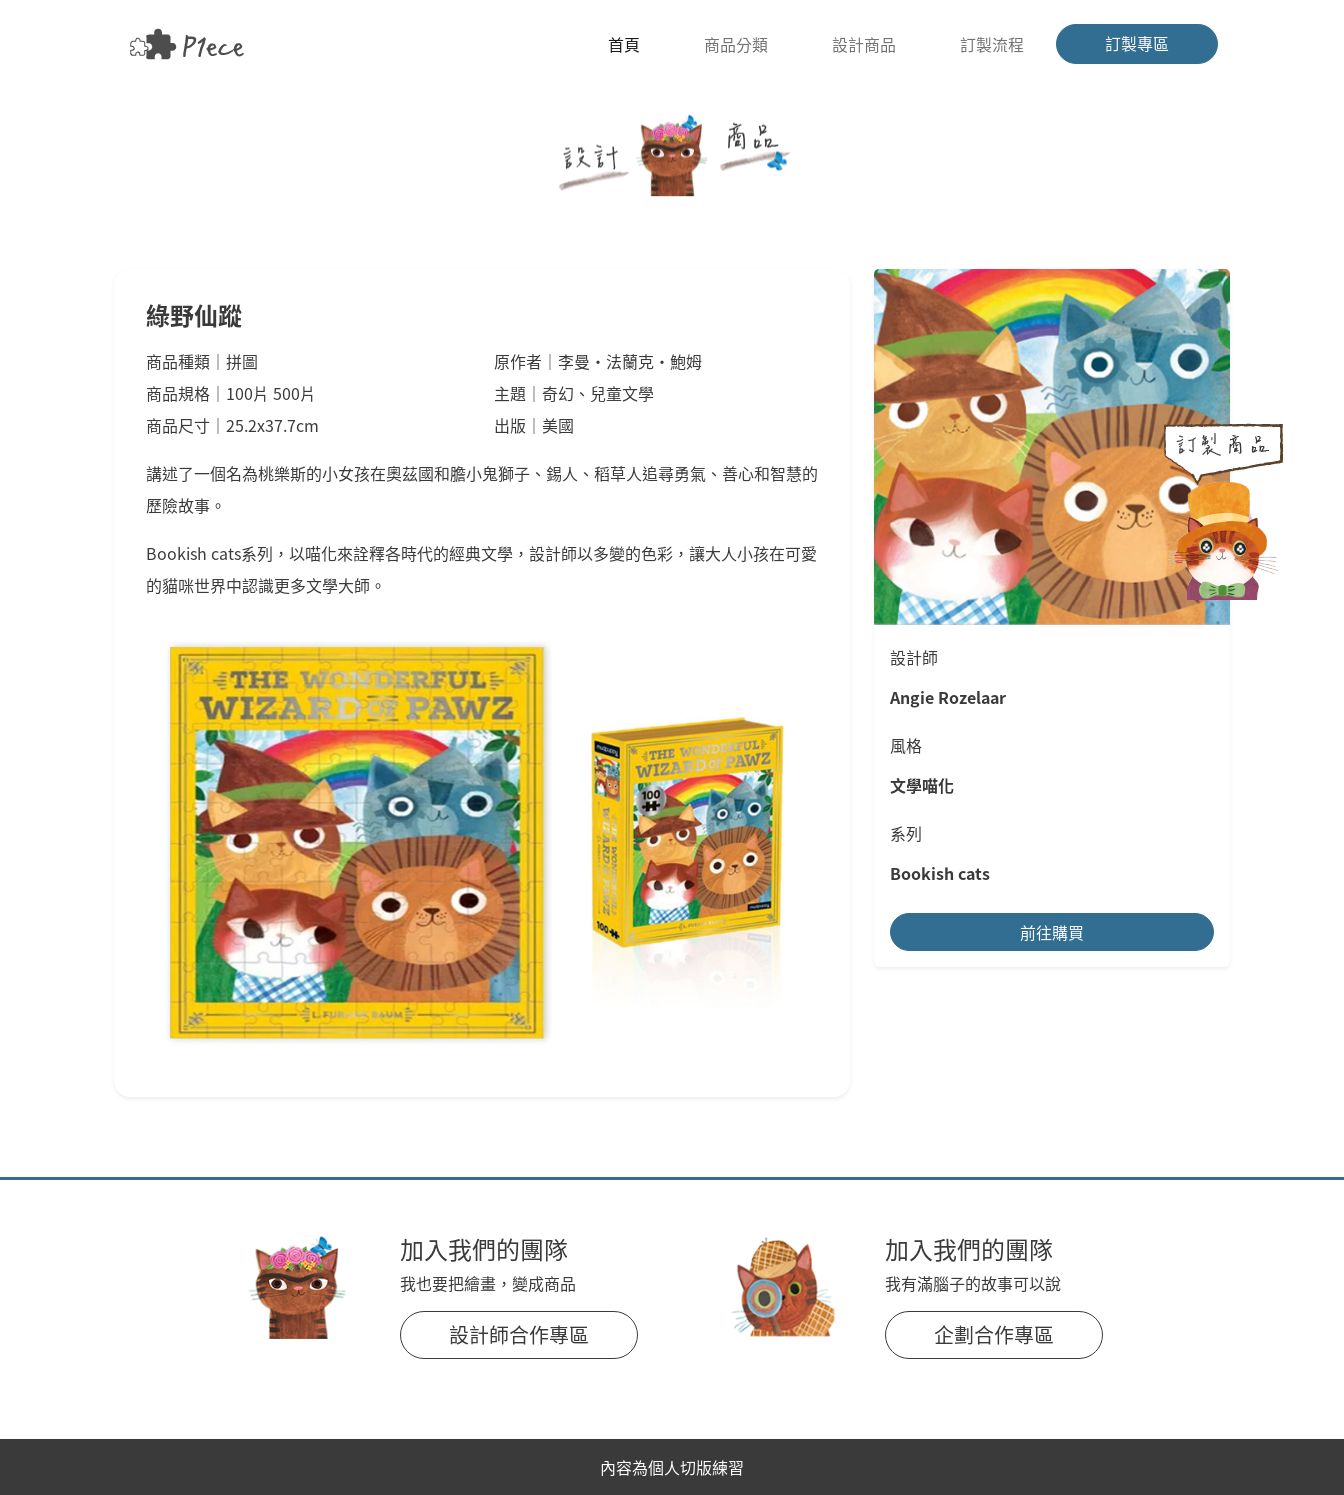 P1ece
首頁
商品分類
設計商品
訂製流程
訂製專區
設計
商品
綠野仙蹤
商品種類｜拼圖
原作者｜李曼・法蘭克・鮑姆
商品規格｜100片 500片
主題｜奇幻、兒童文學
商品尺寸｜25.2x37.7cm
出版｜美國
講述了一個名為桃樂斯的小女孩在奧茲國和膽小鬼獅子、錫人、稻草人追尋勇氣、善心和智慧的
歷險故事。
Bookish cats系列，以喵化來詮釋各時代的經典文學，設計師以多變的色彩，讓大人小孩在可愛
的貓咪世界中認識更多文學大師。
THE WONDERFUL
WIZARD OF PAWZ
THE WONDERFUL
WIZARD OF PAWZ
100
100
訂製商品
設計師
Angie Rozelaar
風格
文學喵化
系列
Bookish cats
前往購買
加入我們的團隊
我也要把繪畫，變成商品
設計師合作專區
加入我們的團隊
我有滿腦子的故事可以說
企劃合作專區
內容為個人切版練習